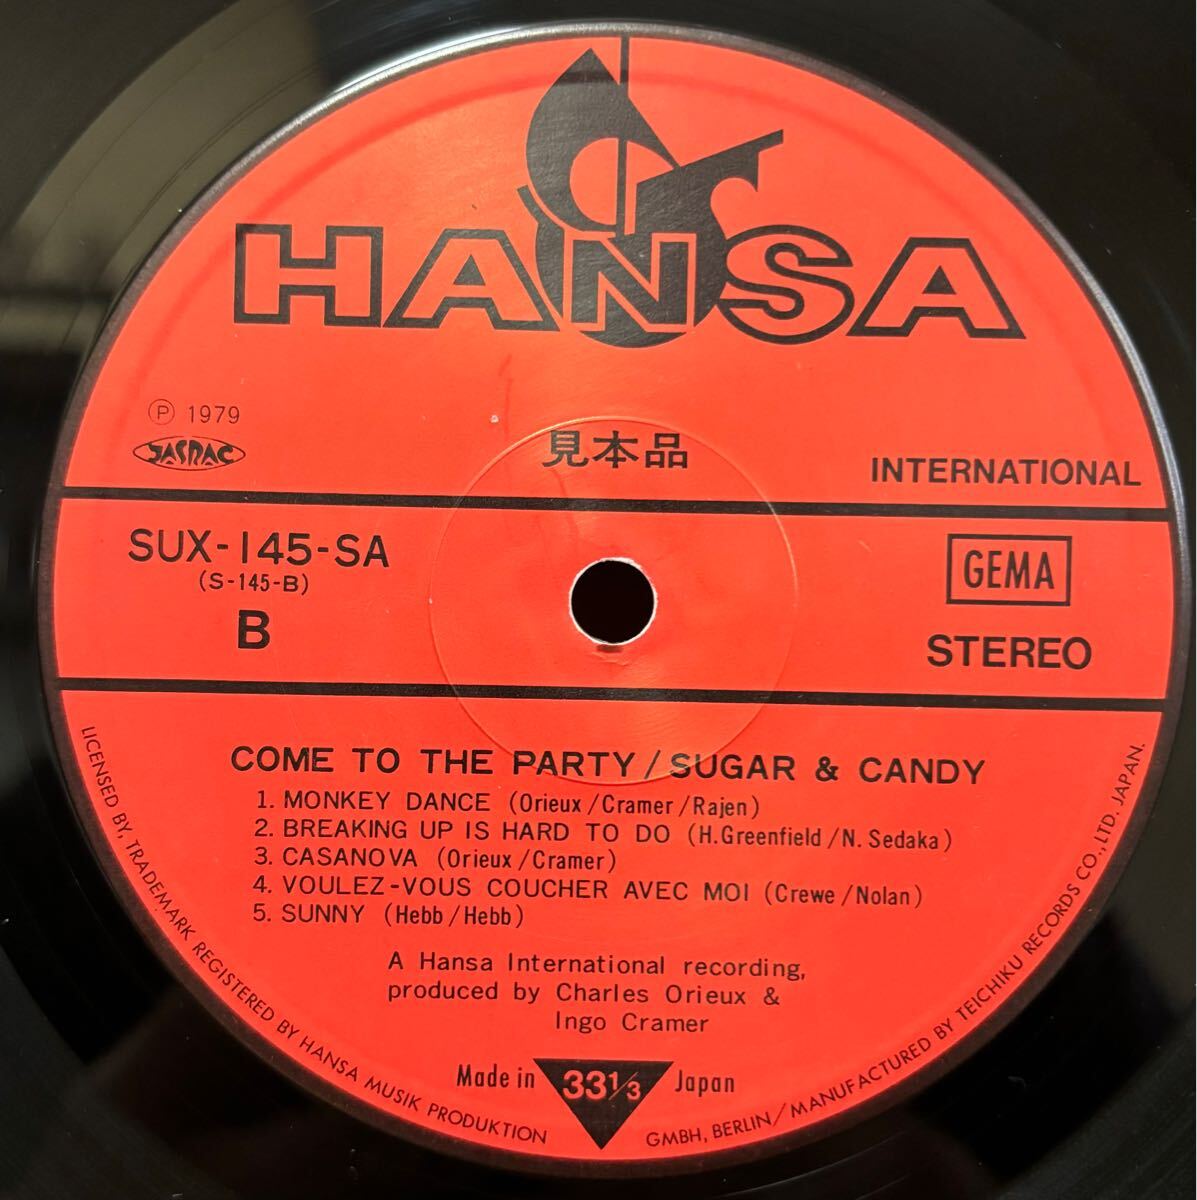 HANSA
Ⓟ 1979
JASRAC
見本品
INTERNATIONAL
SUX-145-SA
(S-145-B)
B
GEMA
STEREO
COME TO THE PARTY/SUGAR & CANDY
1. MONKEY DANCE (Orieux/Cramer/Rajen)
2. BREAKING UP IS HARD TO DO (H.Greenfield/N. Sedaka)
3. CASANOVA (Orieux/Cramer)
4. VOULEZ-VOUS COUCHER AVEC MOI (Crewe/Nolan)
5. SUNNY (Hebb/Hebb)
A Hansa International recording,
produced by Charles Orieux &
Ingo Cramer
Made in 33 1/3 Japan
LICENSED BY, TRADEMARK REGISTERED BY HANSA MUSIK PRODUKTION GMBH, BERLIN/MANUFACTURED BY TEICHIKU RECORDS CO., LTD. JAPAN.